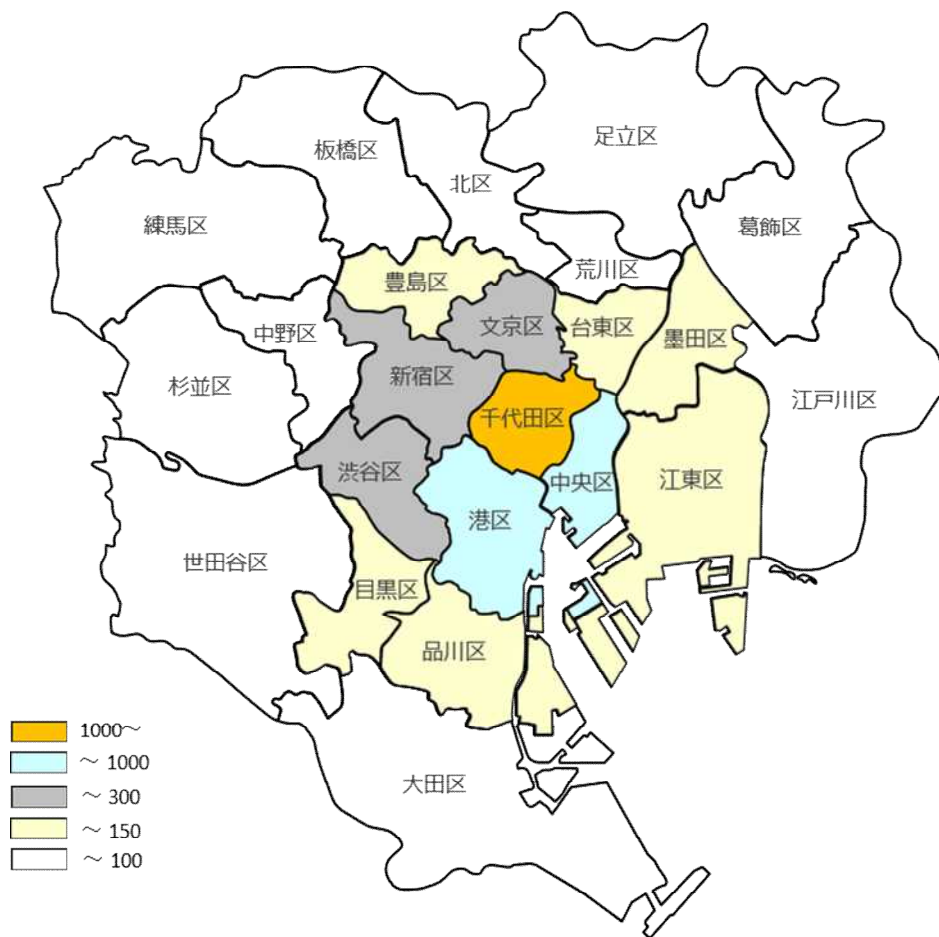 足立区
板橋区
北区
練馬区
葛飾区
荒川区
豊島区
文京区
台東区
中野区
墨田区
新宿区
杉並区
江戸川区
千代田区
渋谷区
中央区
江東区
港区
世田谷区
目黒区
品川区
大田区
1000～
～ 1000
～ 300
～ 150
～ 100